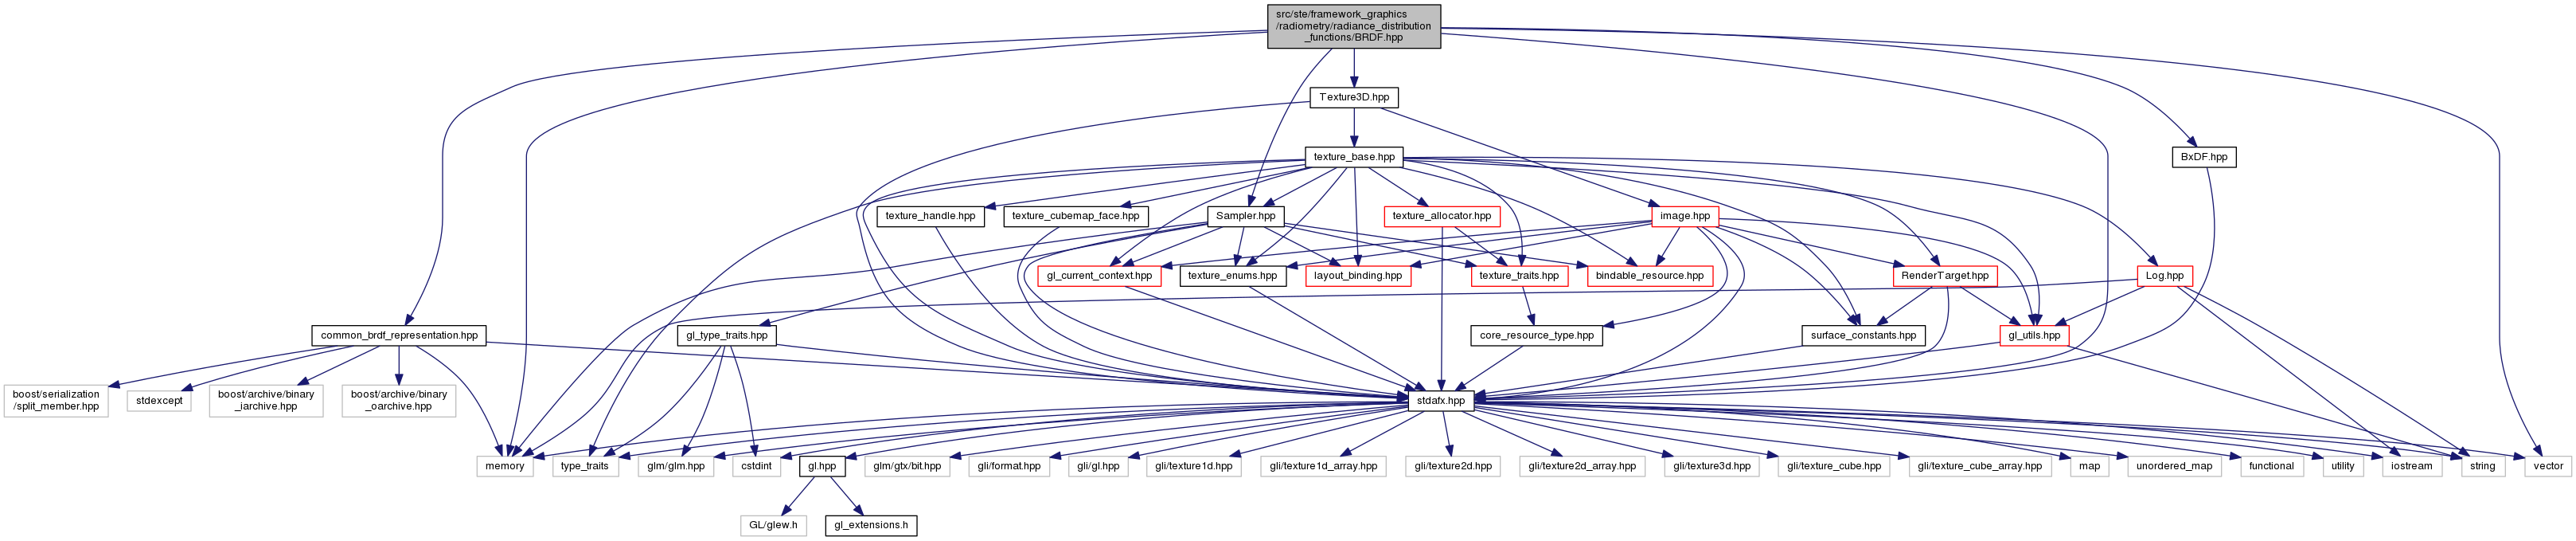 src/ste/framework_graphics
/radiometry/radiance_distribution
_functions/BRDF.hpp
Texture3D.hpp
texture_base.hpp
BxDF.hpp
texture_handle.hpp
texture_cubemap_face.hpp
Sampler.hpp
texture_allocator.hpp
image.hpp
gl_current_context.hpp
texture_enums.hpp
layout_binding.hpp
texture_traits.hpp
bindable_resource.hpp
RenderTarget.hpp
Log.hpp
common_brdf_representation.hpp
gl_type_traits.hpp
core_resource_type.hpp
surface_constants.hpp
gl_utils.hpp
boost/serialization
/split_member.hpp
stdexcept
boost/archive/binary
_iarchive.hpp
boost/archive/binary
_oarchive.hpp
stdafx.hpp
memory
type_traits
glm/glm.hpp
cstdint
gl.hpp
glm/gtx/bit.hpp
gli/format.hpp
gli/gl.hpp
gli/texture1d.hpp
gli/texture1d_array.hpp
gli/texture2d.hpp
gli/texture2d_array.hpp
gli/texture3d.hpp
gli/texture_cube.hpp
gli/texture_cube_array.hpp
map
unordered_map
functional
utility
iostream
string
vector
GL/glew.h
gl_extensions.h